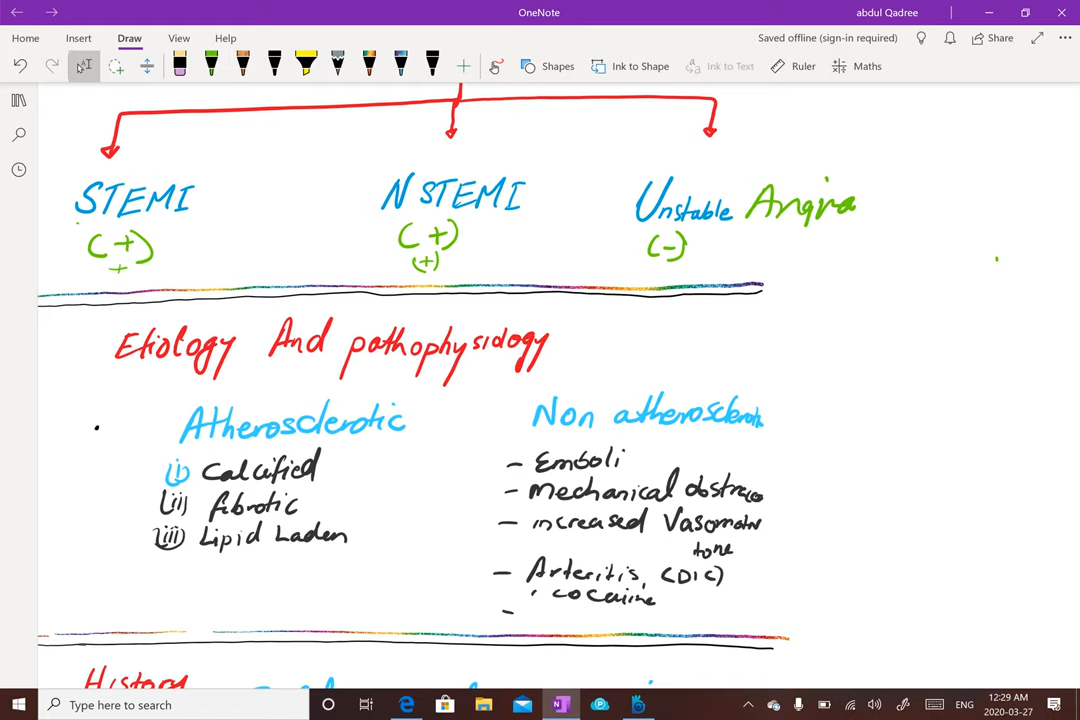 OneNote
abdul Qadree
Home Insert Draw View Help
Saved offline (sign-in required)
Share
Shapes
Ink to Shape
Ink to Text
Ruler
Maths
STEMI NSTEMI Unstable Angina
(+) (+) (-)
+ (+)
Etiology And pathophysiology
Atherosclerotic
(i) Calcified
(ii) fibrotic
(iii) Lipid Laden
Non atherosclerotic
- Emboli
- Mechanical
- increased Vasomotor
tone
- Arteritis, (DIC)
, cocaine
-
History
Type here to search
ENG
12:29 AM
2020-03-27